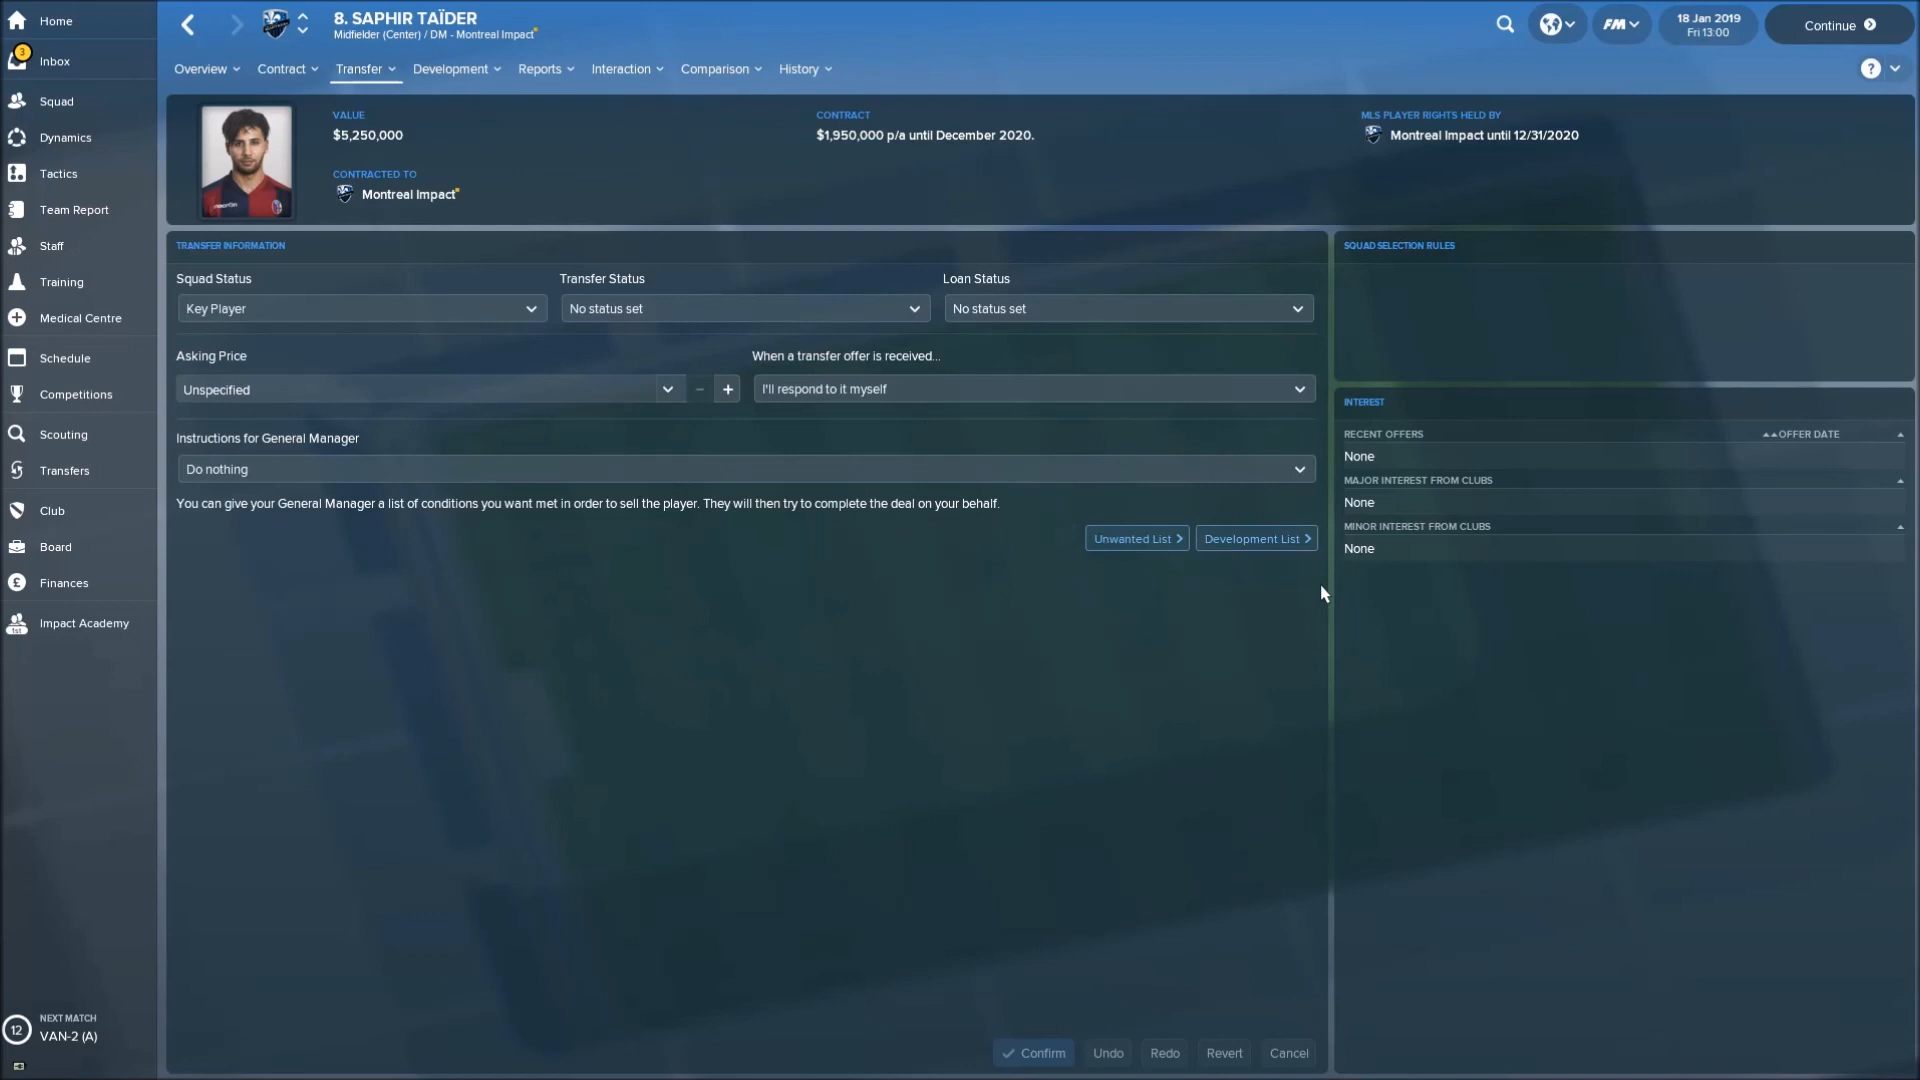 Home
3
Inbox
Squad
Dynamics
Tactics
Team Report
Staff
Training
Medical Centre
Schedule
Competitions
Scouting
Transfers
Club
Board
Finances
1st
Impact Academy
12
NEXT MATCH
VAN-2 (A)
8. SAPHIR TAÏDER
Midfielder (Center) / DM - Montreal Impact
FM
18 Jan 2019
Fri 13:00
Continue
Overview
Contract
Transfer
Development
Reports
Interaction
Comparison
History
?
VALUE
$5,250,000
CONTRACTED TO
Montreal Impact
CONTRACT
$1,950,000 p/a until December 2020.
MLS PLAYER RIGHTS HELD BY
Montreal Impact until 12/31/2020
TRANSFER INFORMATION
Squad Status
Transfer Status
Loan Status
Key Player
No status set
No status set
Asking Price
When a transfer offer is received...
Unspecified
I'll respond to it myself
Instructions for General Manager
Do nothing
You can give your General Manager a list of conditions you want met in order to sell the player. They will then try to complete the deal on your behalf.
Unwanted List >
Development List >
Confirm
Undo
Redo
Revert
Cancel
SQUAD SELECTION RULES
INTEREST
RECENT OFFERS
OFFER DATE
None
MAJOR INTEREST FROM CLUBS
None
MINOR INTEREST FROM CLUBS
None